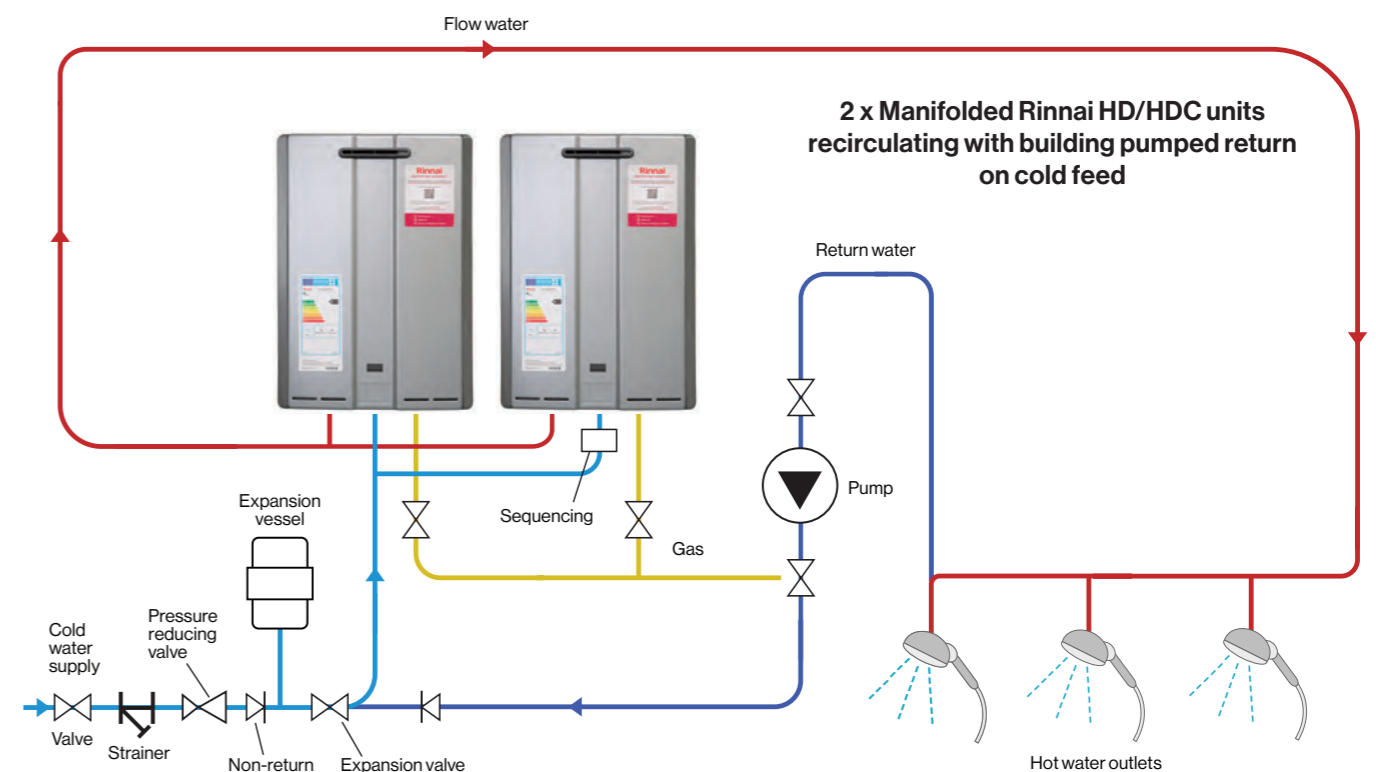 Flow water
2 x Manifolded Rinnai HD/HDC units
recirculating with building pumped return
on cold feed
Rinnai
Rinnai
Return water
Pump
Expansion
vessel
Sequencing
Gas
Cold
water
supply
Pressure
reducing
valve
Valve
Strainer
Non-return
Expansion valve
Hot water outlets